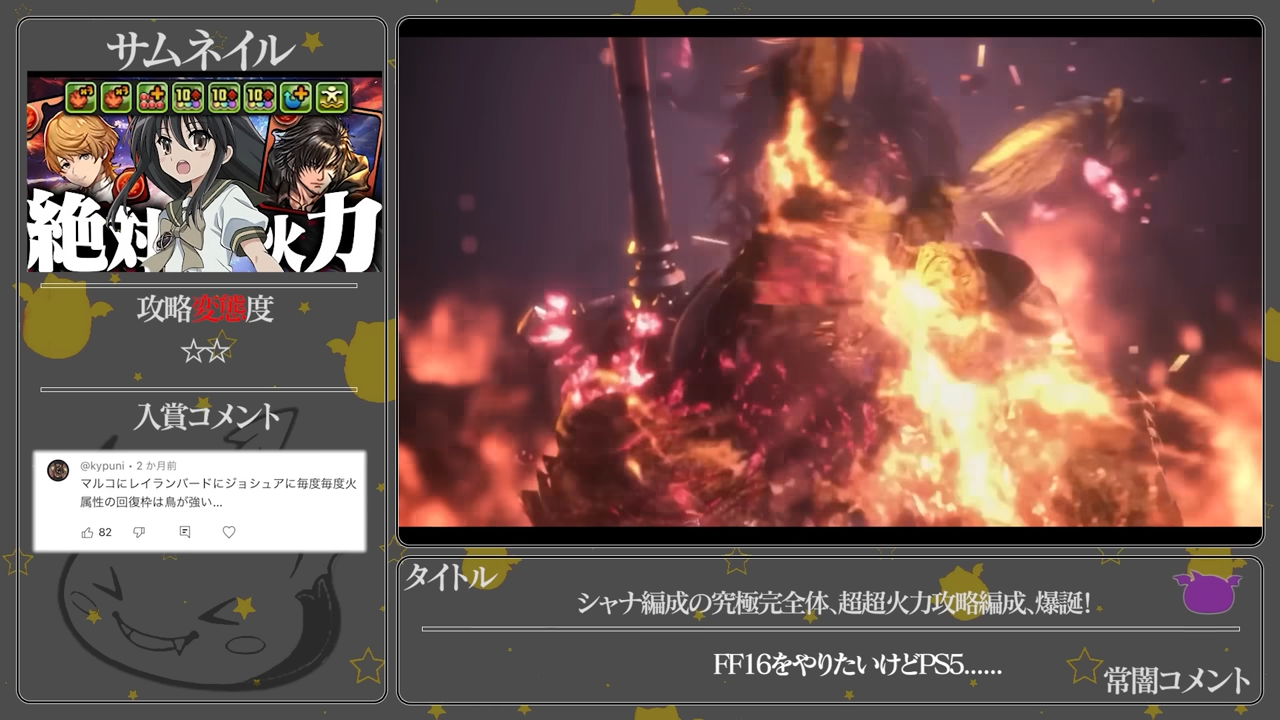 サムネイル
10
10
10
絶対
火力
攻略変態度
☆☆
入賞コメント
@kypuni・2 か月前
マルコにレイランバードにジョシュアに毎度毎度火
属性の回復枠は鳥が強い...
82
タイトル
シャナ編成の究極完全体、超超火力攻略編成、爆誕!
FF16をやりたいけどPS5……
常闇コメント